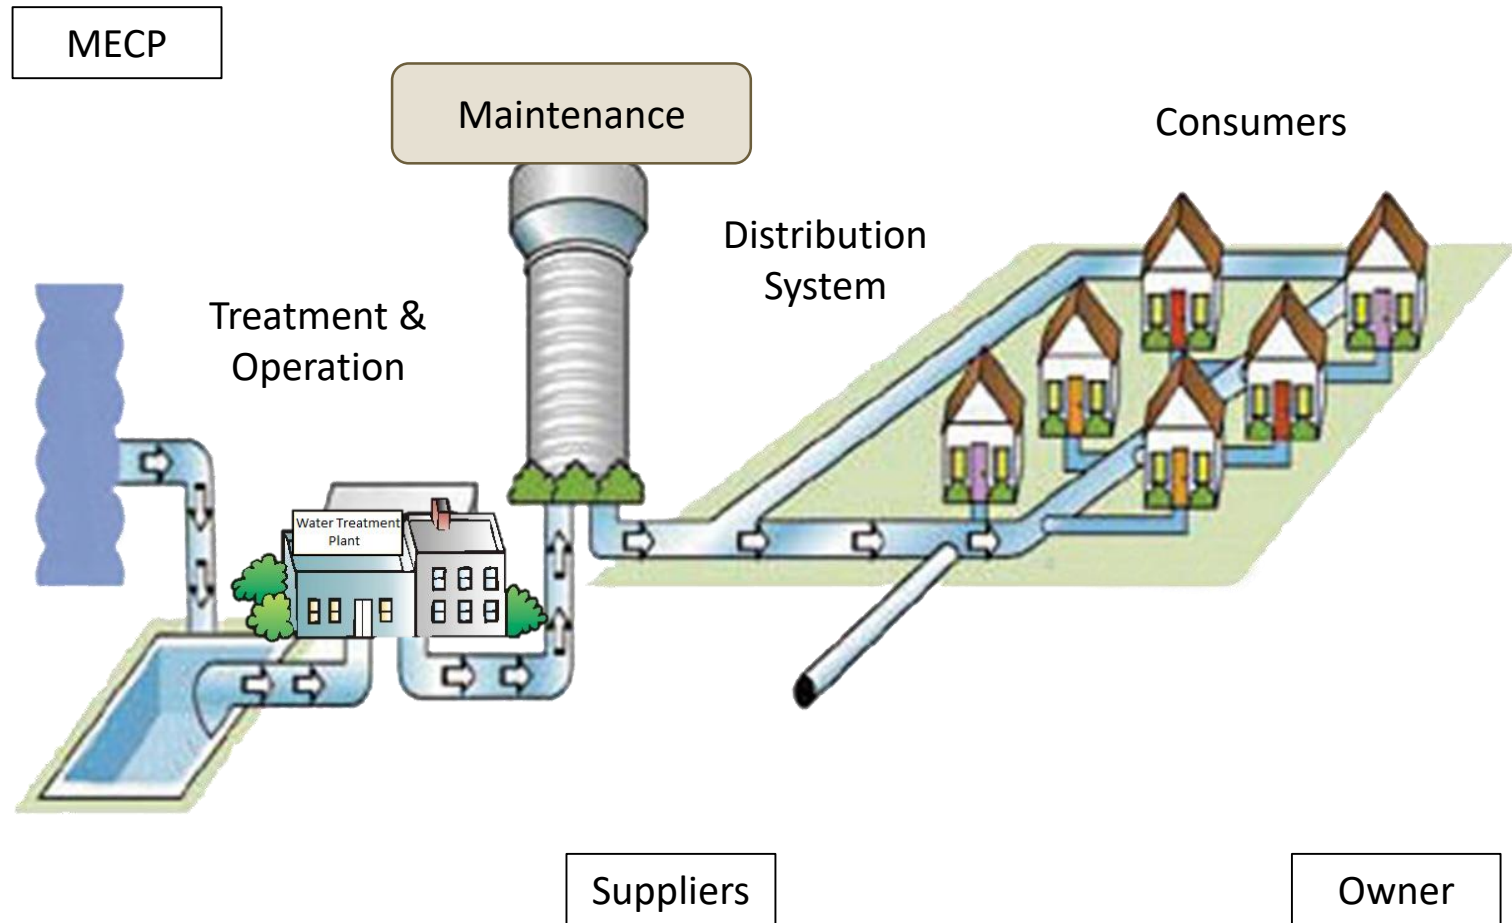 MECP
Maintenance
Consumers
Distribution
System
Treatment &
Operation
Water Treatment
Plant
Suppliers
Owner